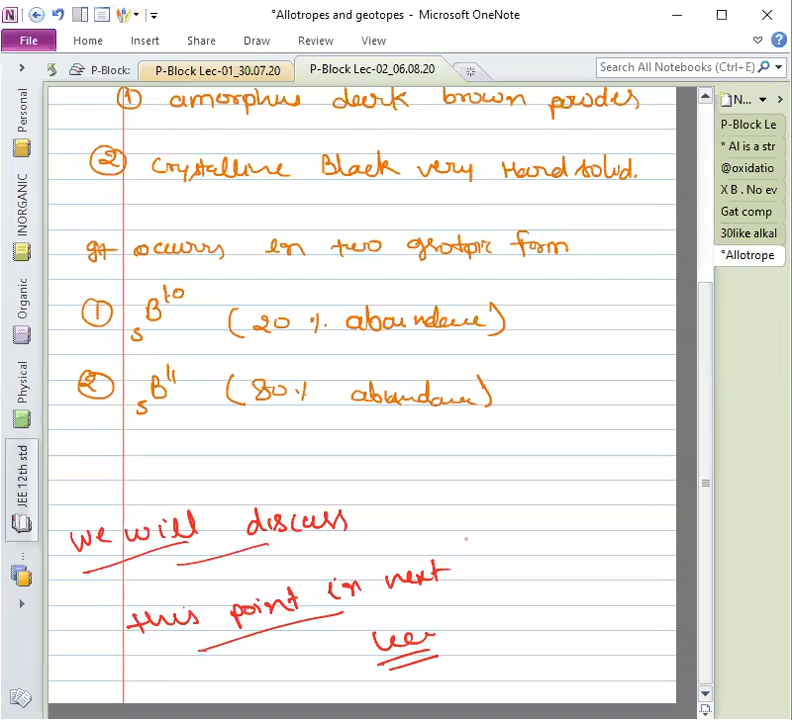 °Allotropes and geotopes - Microsoft OneNote
File Home Insert Share Draw Review View
P-Block: P-Block Lec-01_30.07.20 P-Block Lec-02_06.08.20 Search All Notebooks (Ctrl+E)
Personal
INORGANIC
Organic
Physical
JEE 12th std
① amorphus dark brown
② Crystalline Black very Hard solid.
occurs in two form
① ₅B¹⁰ (20 % abundance)
② ₅B¹¹ (80% abundance)
we will discuss
this point in next
N...
P-Block Le
* Al is a str
@oxidatio
X B . No ev
Gat comp
30like alkal
°Allotrope